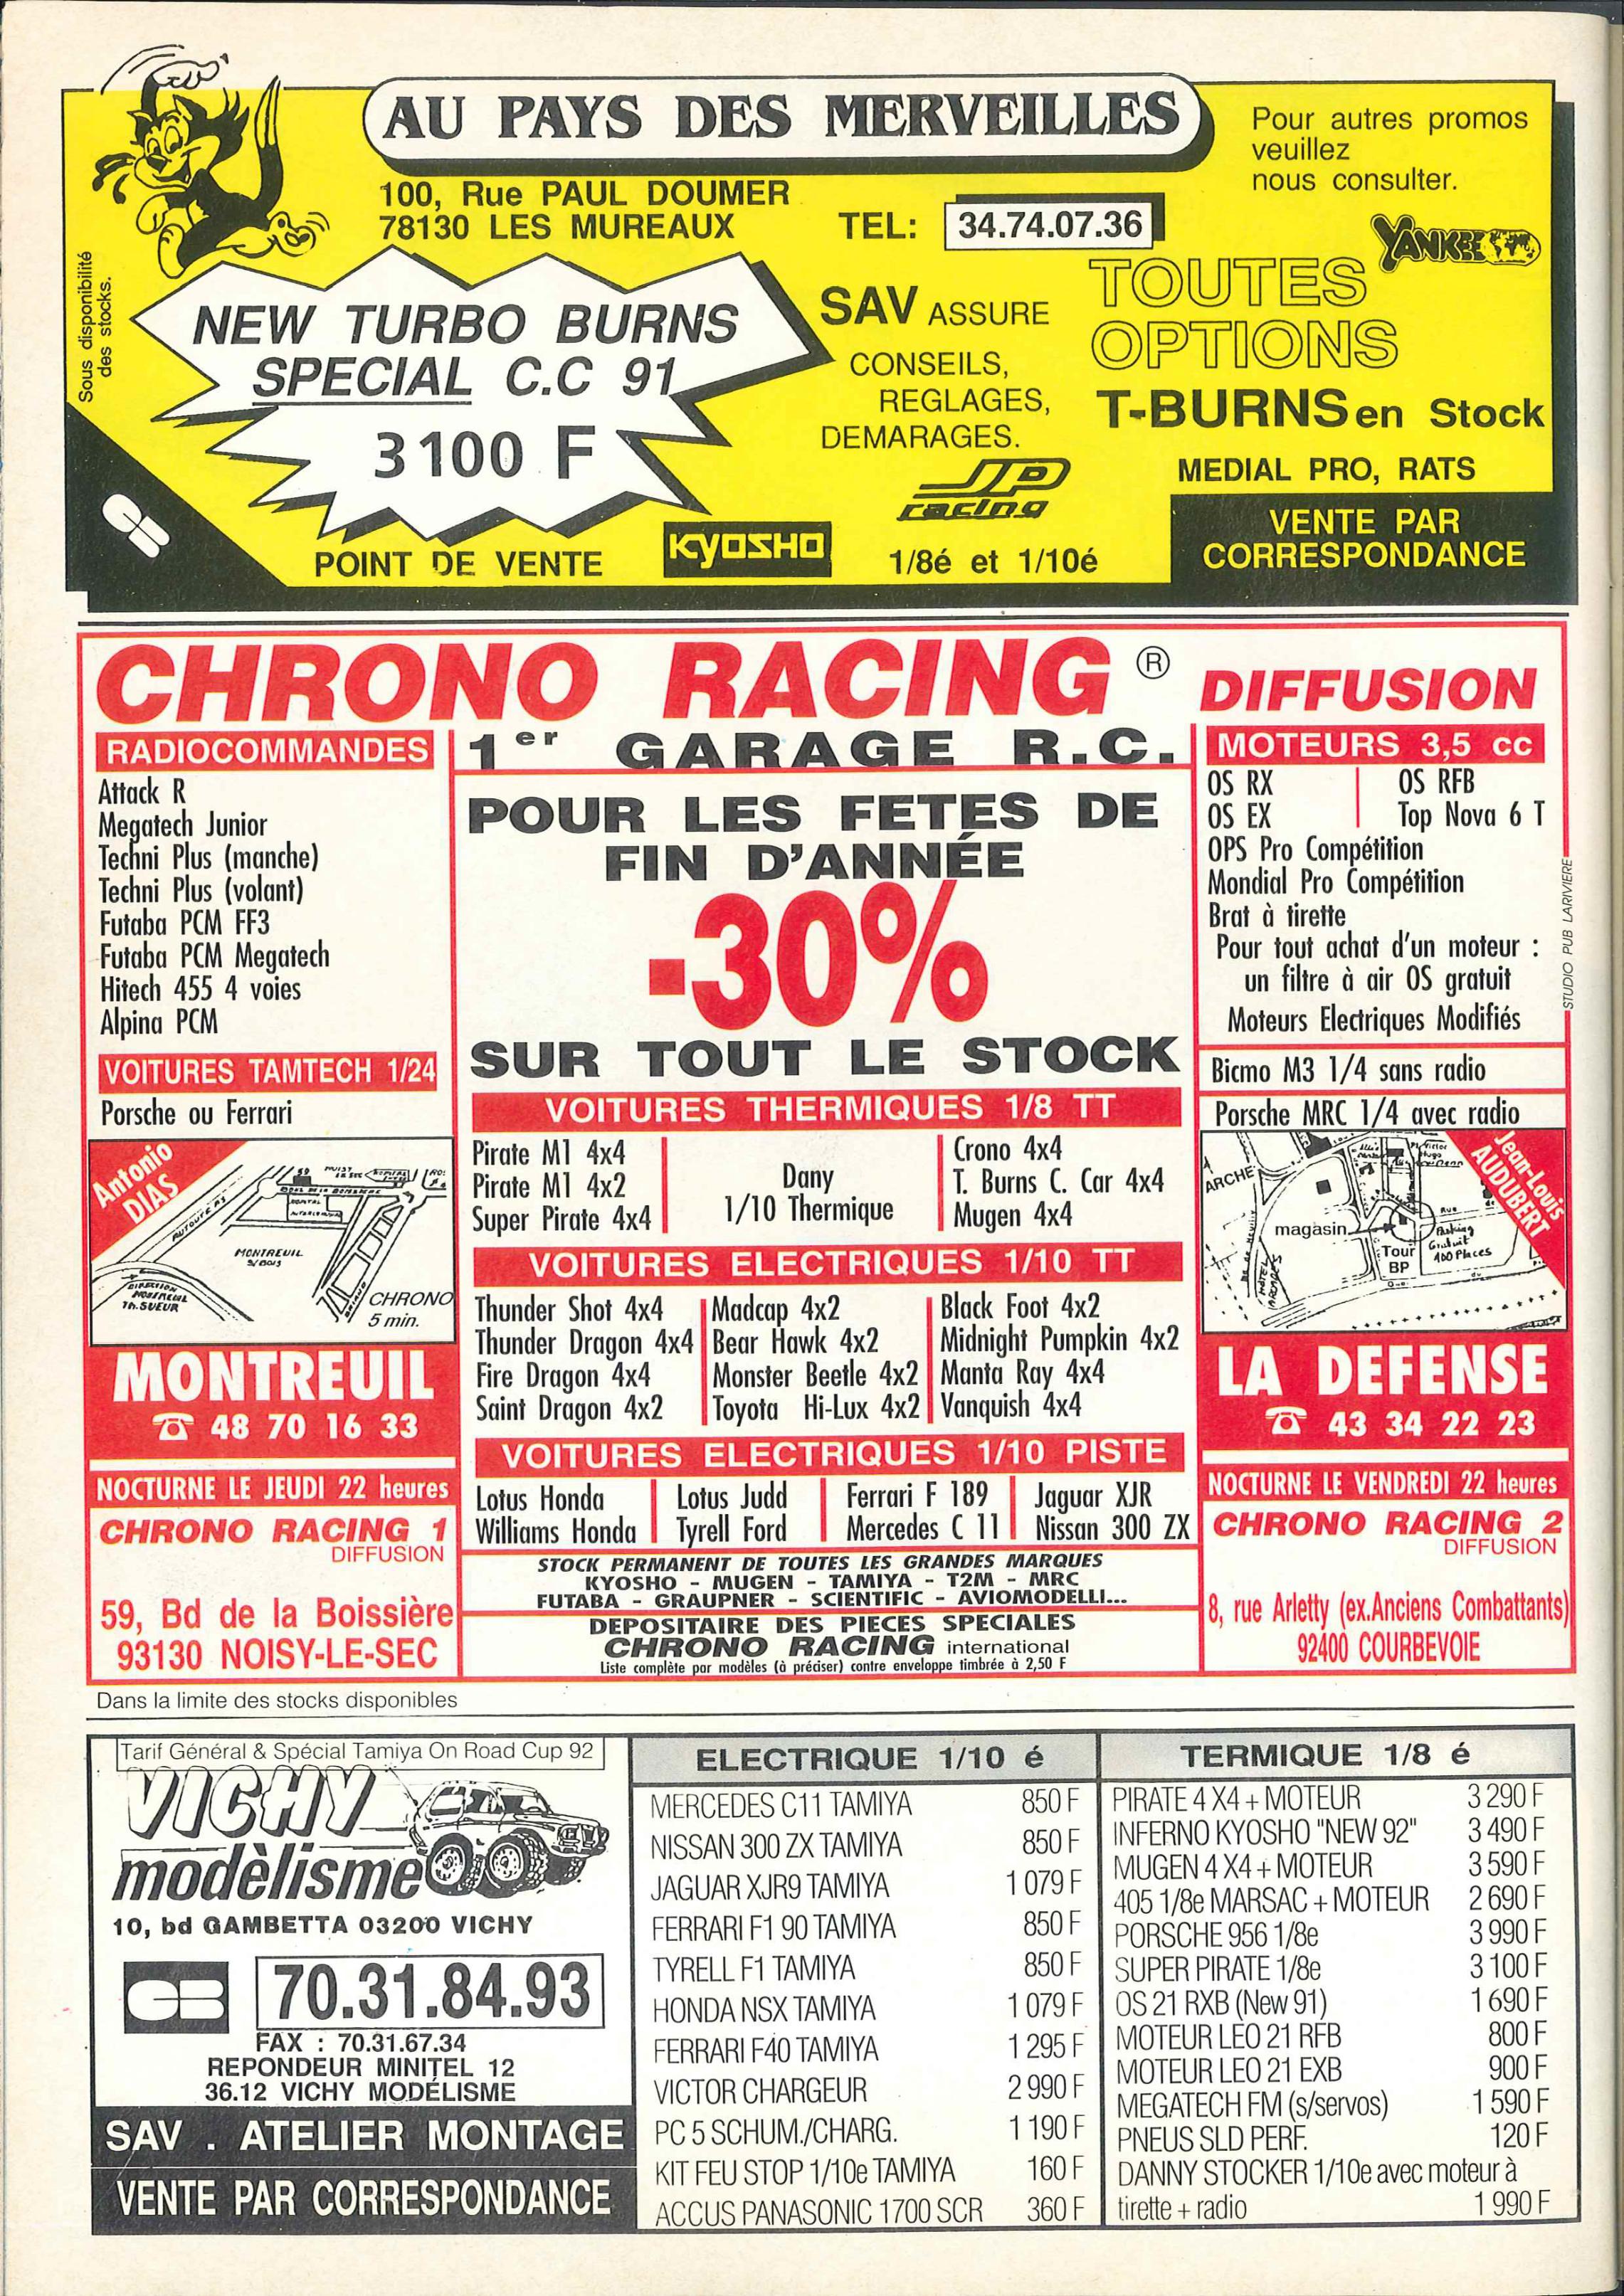 AU PAYS DES MERVEILLES
100, Rue PAUL DOUMER
78130 LES MUREAUX
TEL: 34.74.07.36
Pour autres promos
veuillez
nous consulter.
YANKEE
Sous disponibilité
des stocks.
NEW TURBO BURNS
SPECIAL C.C 91
3100 F
SAV ASSURE
CONSEILS,
REGLAGES,
DEMARAGES.
TOUTES
OPTIONS
T-BURNS en Stock
MEDIAL PRO, RATS
POINT DE VENTE
KYOSHO
JP
racing
1/8é et 1/10é
VENTE PAR
CORRESPONDANCE
CHRONO RACING ® DIFFUSION
1er GARAGE R.C.
RADIOCOMMANDES
Attack R
Megatech Junior
Techni Plus (manche)
Techni Plus (volant)
Futaba PCM FF3
Futaba PCM Megatech
Hitech 455 4 voies
Alpina PCM
VOITURES TAMTECH 1/24
Porsche ou Ferrari
Antonio
DIAS
AUTOROUTE A3
MONTREUIL
S/BOIS
DIRECTION
MONTREUIL
CHRONO
5 min.
MONTREUIL
☎ 48 70 16 33
NOCTURNE LE JEUDI 22 heures
CHRONO RACING 1
DIFFUSION
59, Bd de la Boissière
93130 NOISY-LE-SEC
POUR LES FETES DE
FIN D'ANNÉE
-30%
SUR TOUT LE STOCK
VOITURES THERMIQUES 1/8 TT
Pirate M1 4x4
Pirate M1 4x2
Super Pirate 4x4
Dany
1/10 Thermique
Crono 4x4
T. Burns C. Car 4x4
Mugen 4x4
VOITURES ELECTRIQUES 1/10 TT
Thunder Shot 4x4
Thunder Dragon 4x4
Fire Dragon 4x4
Saint Dragon 4x2
Madcap 4x2
Bear Hawk 4x2
Monster Beetle 4x2
Toyota Hi-Lux 4x2
Black Foot 4x2
Midnight Pumpkin 4x2
Manta Ray 4x4
Vanquish 4x4
VOITURES ELECTRIQUES 1/10 PISTE
Lotus Honda
Williams Honda
Lotus Judd
Tyrell Ford
Ferrari F 189
Mercedes C 11
Jaguar XJR
Nissan 300 ZX
STOCK PERMANENT DE TOUTES LES GRANDES MARQUES
KYOSHO - MUGEN - TAMIYA - T2M - MRC
FUTABA - GRAUPNER - SCIENTIFIC - AVIOMODELLI...
DEPOSITAIRE DES PIECES SPECIALES
CHRONO RACING international
Liste complète par modèles (à préciser) contre enveloppe timbrée à 2,50 F
MOTEURS 3,5 cc
OS RX
OS EX
OS RFB
Top Nova 6 T
OPS Pro Compétition
Mondial Pro Compétition
Brat à tirette
Pour tout achat d'un moteur :
un filtre à air OS gratuit
Moteurs Electriques Modifiés
Bicmo M3 1/4 sans radio
Porsche MRC 1/4 avec radio
STUDIO PUB LARIVIERE
Jean-Louis
AUDUBERT
ARCHE
magasin
Tour
BP
Parking
Gratuit
100 Places
LA DEFENSE
☎ 43 34 22 23
NOCTURNE LE VENDREDI 22 heures
CHRONO RACING 2
DIFFUSION
8, rue Arletty (ex.Anciens Combattants)
92400 COURBEVOIE
Dans la limite des stocks disponibles
Tarif Général & Spécial Tamiya On Road Cup 92
VICHY
modèlisme
10, bd GAMBETTA 03200 VICHY
70.31.84.93
FAX : 70.31.67.34
REPONDEUR MINITEL 12
36.12 VICHY MODÉLISME
SAV . ATELIER MONTAGE
VENTE PAR CORRESPONDANCE
ELECTRIQUE 1/10 é
MERCEDES C11 TAMIYA 850 F
NISSAN 300 ZX TAMIYA 850 F
JAGUAR XJR9 TAMIYA 1 079 F
FERRARI F1 90 TAMIYA 850 F
TYRELL F1 TAMIYA 850 F
HONDA NSX TAMIYA 1 079 F
FERRARI F40 TAMIYA 1 295 F
VICTOR CHARGEUR 2 990 F
PC 5 SCHUM./CHARG. 1 190 F
KIT FEU STOP 1/10e TAMIYA 160 F
ACCUS PANASONIC 1700 SCR 360 F
TERMIQUE 1/8 é
PIRATE 4 X4 + MOTEUR 3 290 F
INFERNO KYOSHO "NEW 92" 3 490 F
MUGEN 4 X4 + MOTEUR 3 590 F
405 1/8e MARSAC + MOTEUR 2 690 F
PORSCHE 956 1/8e 3 990 F
SUPER PIRATE 1/8e 3 100 F
OS 21 RXB (New 91) 1 690 F
MOTEUR LEO 21 RFB 800 F
MOTEUR LEO 21 EXB 900 F
MEGATECH FM (s/servos) 1 590 F
PNEUS SLD PERF. 120 F
DANNY STOCKER 1/10e avec moteur à
tirette + radio 1 990 F